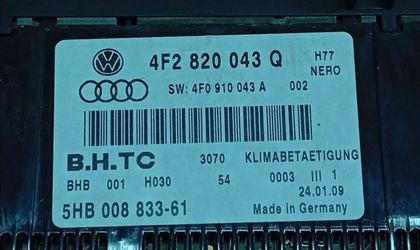 4F2 820 043 Q H77
NERO
SW: 4F0 910 043 A 002
B.H.TC 3070 KLIMABETAETIGUNG
BHB 001 H030 54 0003 III 1
24.01.09
5HB 008 833-61 Made in Germany